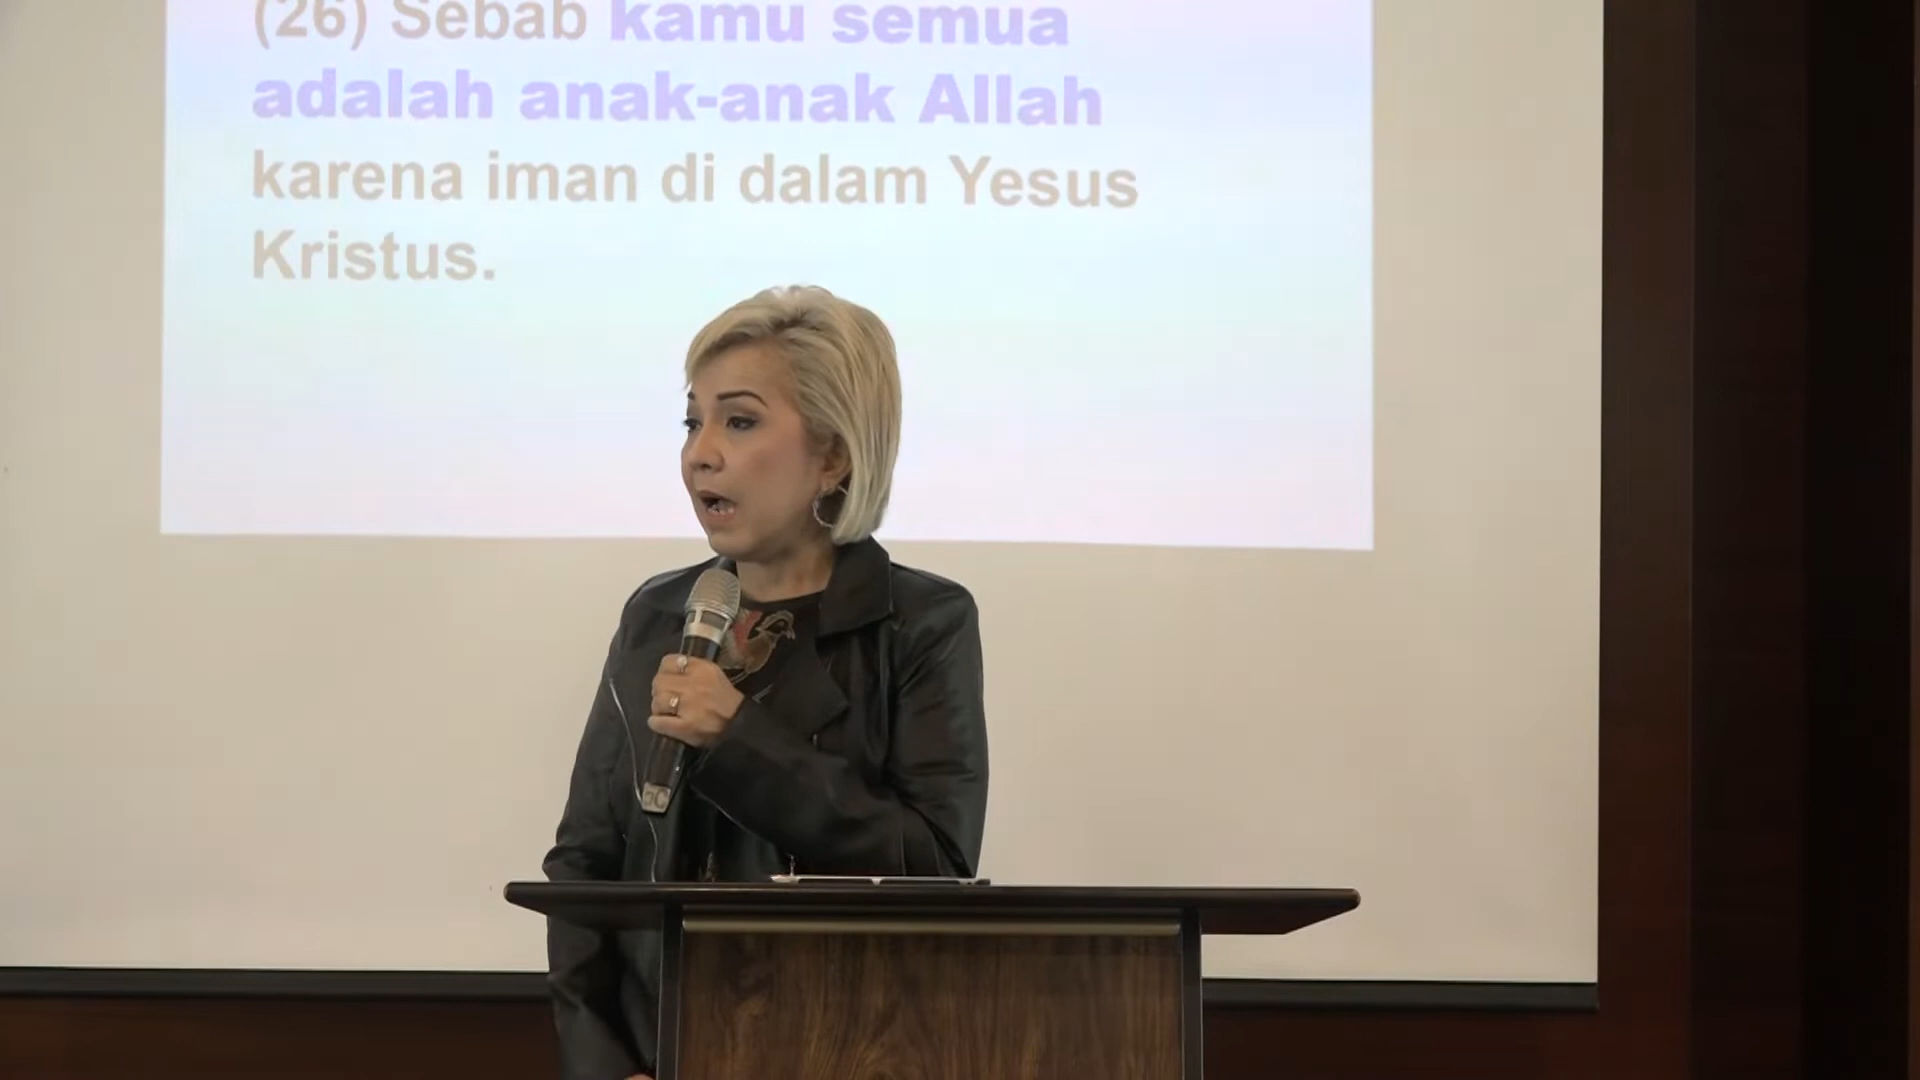 (26) Sebab kamu semua
adalah anak-anak Allah
karena iman di dalam Yesus
Kristus.